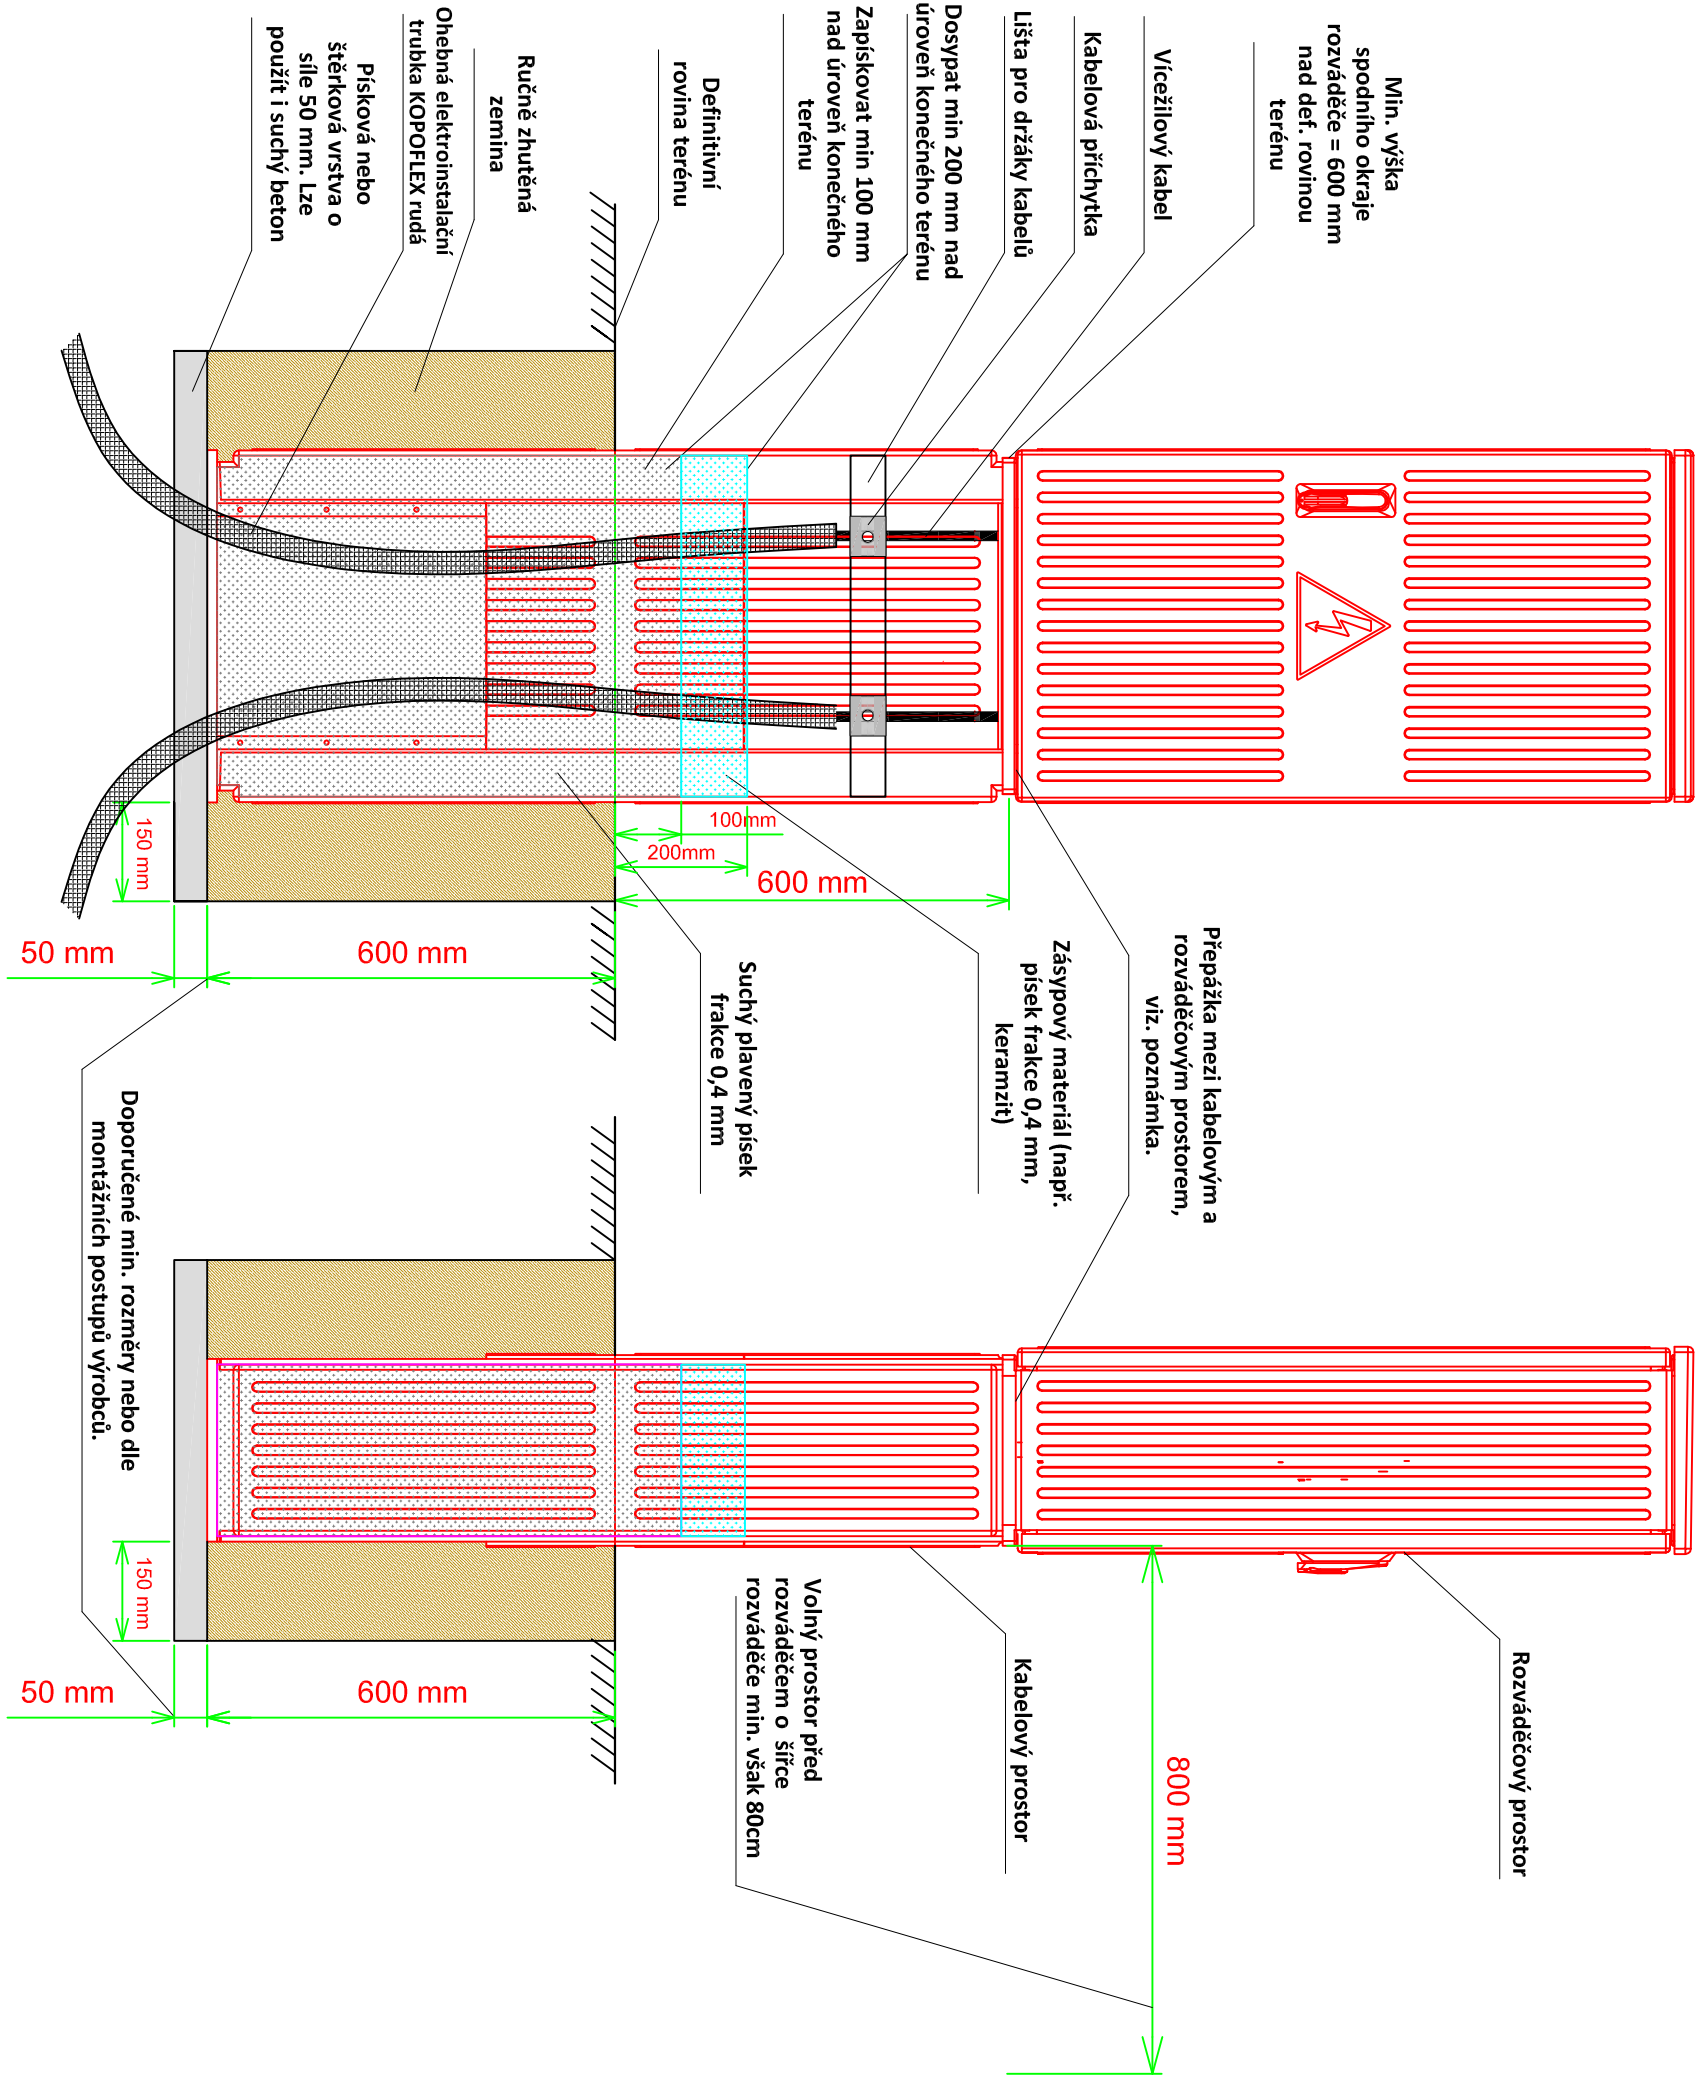 Min. výška
spodního okraje
rozváděče = 600 mm
nad def. rovinou
terénu
Vícežilový kabel
Kabelová příchytka
Lišta pro držáky kabelů
Dosypat min 200 mm nad
úroveň konečného terénu
Zapískovat min 100 mm
nad úroveň konečného
terénu
Definitivní
rovina terénu
Ručně zhutěná
zemina
Ohebná elektroinstalační
trubka KOPOFLEX rudá
Písková nebo
štěrková vrstva o
síle 50 mm. Lze
použít i suchý beton
100mm
200mm
600 mm
150 mm
600 mm
50 mm
Přepážka mezi kabelovým a
rozváděčovým prostorem,
viz. poznámka.
Zásypový materiál (např.
písek frakce 0,4 mm,
keramzit)
Suchý plavený písek
frakce 0,4 mm
Doporučené min. rozměry nebo dle
montážních postupů výrobců.
Rozváděčový prostor
800 mm
Kabelový prostor
Volný prostor před
rozváděčem o šířce
rozváděče min. však 80cm
150 mm
600 mm
50 mm